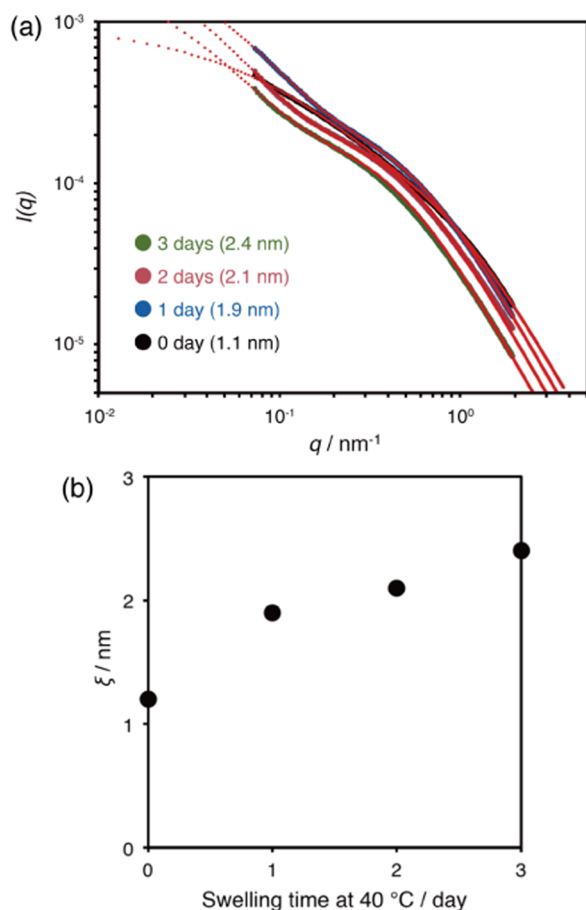 (a)
10⁻³
10⁻⁴
10⁻⁵
I(q)
3 days (2.4 nm)
2 days (2.1 nm)
1 day (1.9 nm)
0 day (1.1 nm)
10⁻² 10⁻¹ 10⁰
q / nm⁻¹
(b)
3
2
1
0
ξ / nm
0 1 2 3
Swelling time at 40 °C / day